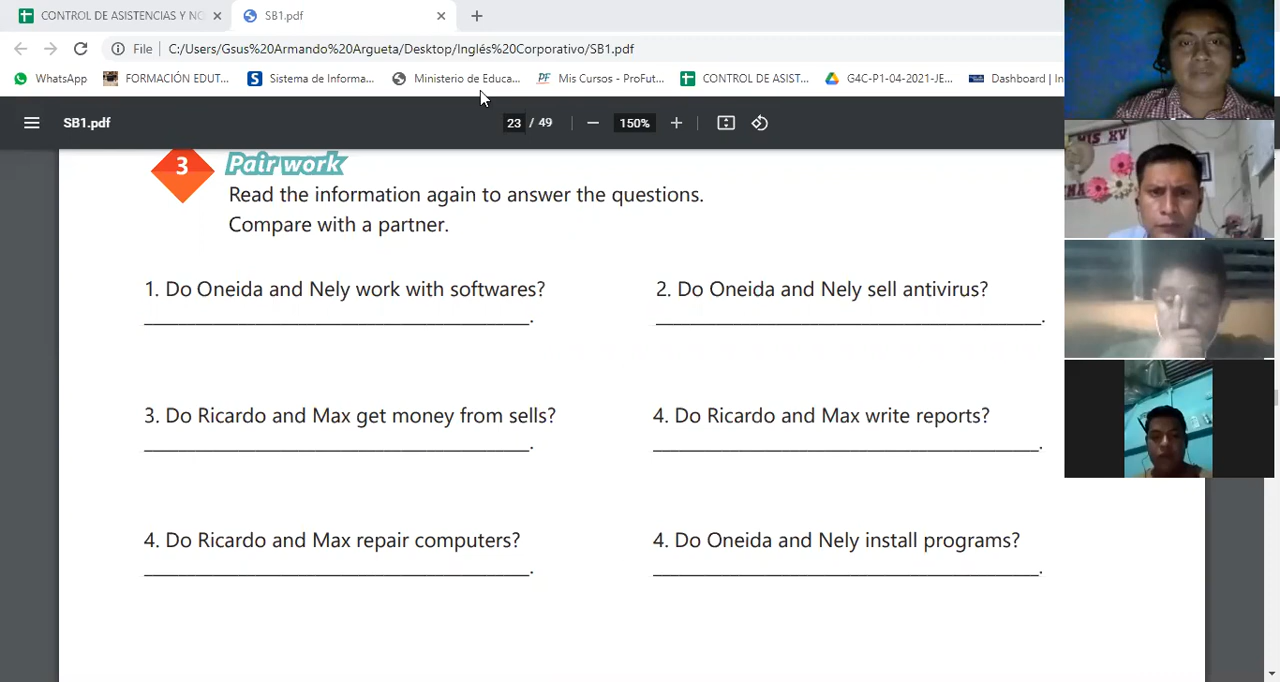 CONTROL DE ASISTENCIAS Y NO
SB1.pdf
File
C:/Users/Gsus%20Armando%20Argueta/Desktop/Inglés%20Corporativo/SB1.pdf
WhatsApp
FORMACIÓN EDUT...
Sistema de Informa...
Ministerio de Educa...
PF Mis Cursos - ProFut...
CONTROL DE ASIST...
G4C-P1-04-2021-JE...
Dashboard | In
SB1.pdf
23 / 49
150%
3 Pair work
Read the information again to answer the questions.
Compare with a partner.
1. Do Oneida and Nely work with softwares?
2. Do Oneida and Nely sell antivirus?
3. Do Ricardo and Max get money from sells?
4. Do Ricardo and Max write reports?
4. Do Ricardo and Max repair computers?
4. Do Oneida and Nely install programs?